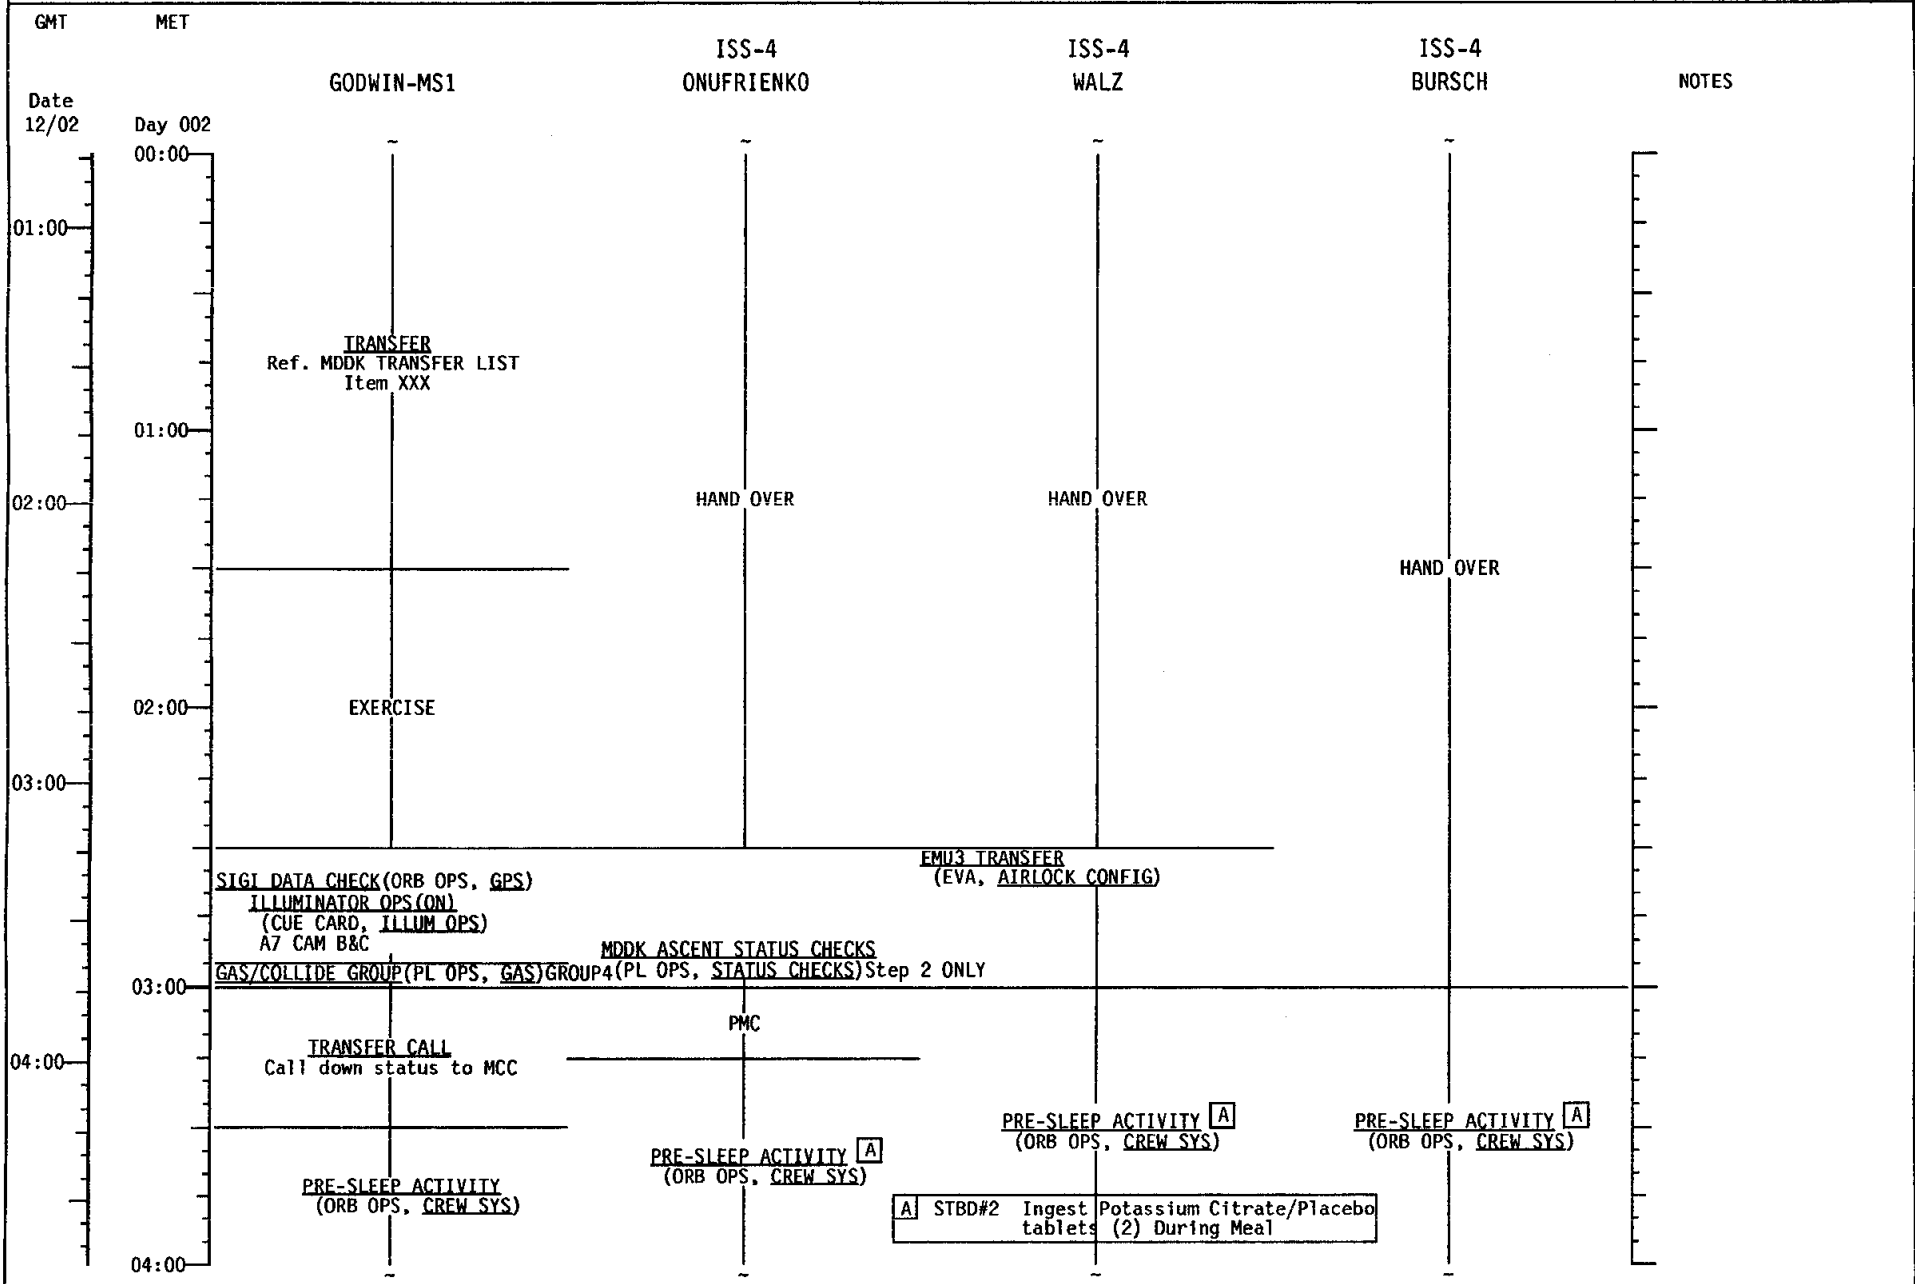 GMT MET
ISS-4 ISS-4 ISS-4
GODWIN-MS1 ONUFRIENKO WALZ BURSCH NOTES
Date
12/02 Day 002
~ ~ ~ ~
00:00
01:00
TRANSFER
Ref. MDDK TRANSFER LIST
Item XXX
01:00
02:00 HAND OVER HAND OVER
HAND OVER
02:00 EXERCISE
03:00
EMU3 TRANSFER
(EVA, AIRLOCK CONFIG)
SIGI DATA CHECK(ORB OPS, GPS)
ILLUMINATOR OPS(ON)
(CUE CARD, ILLUM OPS)
A7 CAM B&C
MDDK ASCENT STATUS CHECKS
GAS/COLLIDE GROUP(PL OPS, GAS)GROUP4(PL OPS, STATUS CHECKS)Step 2 ONLY
03:00
PMC
TRANSFER CALL
04:00 Call down status to MCC
PRE-SLEEP ACTIVITY A PRE-SLEEP ACTIVITY A
(ORB OPS, CREW SYS) (ORB OPS, CREW SYS)
PRE-SLEEP ACTIVITY A
(ORB OPS, CREW SYS)
PRE-SLEEP ACTIVITY
(ORB OPS, CREW SYS)
A STBD#2 Ingest Potassium Citrate/Placebo
tablets (2) During Meal
04:00
~ ~ ~ ~